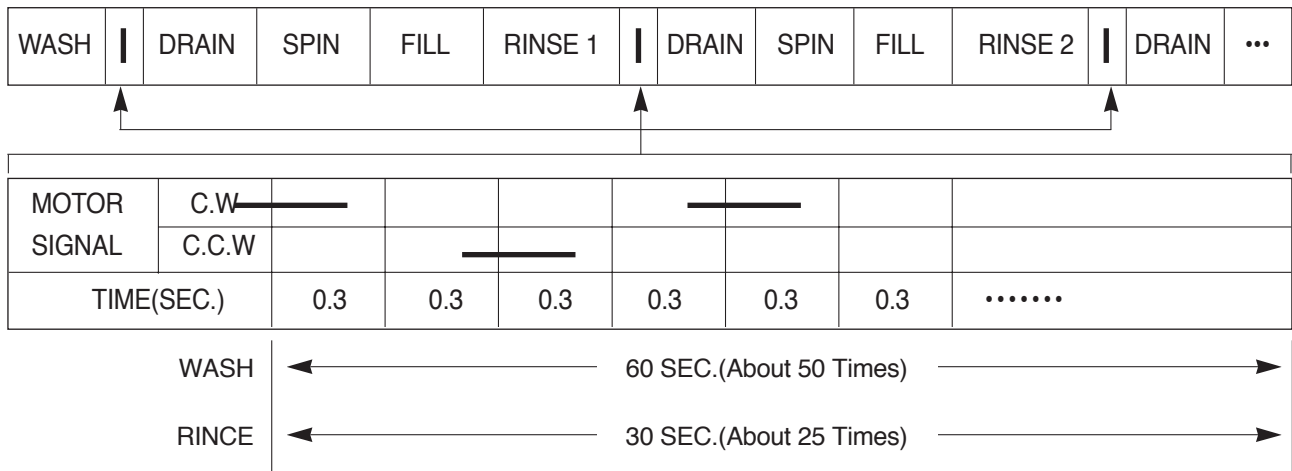 WASH DRAIN SPIN FILL RINSE 1 DRAIN SPIN FILL RINSE 2 DRAIN •••
MOTOR C.W
SIGNAL C.C.W
TIME(SEC.) 0.3 0.3 0.3 0.3 0.3 0.3 •••••••
WASH 60 SEC.(About 50 Times)
RINCE 30 SEC.(About 25 Times)